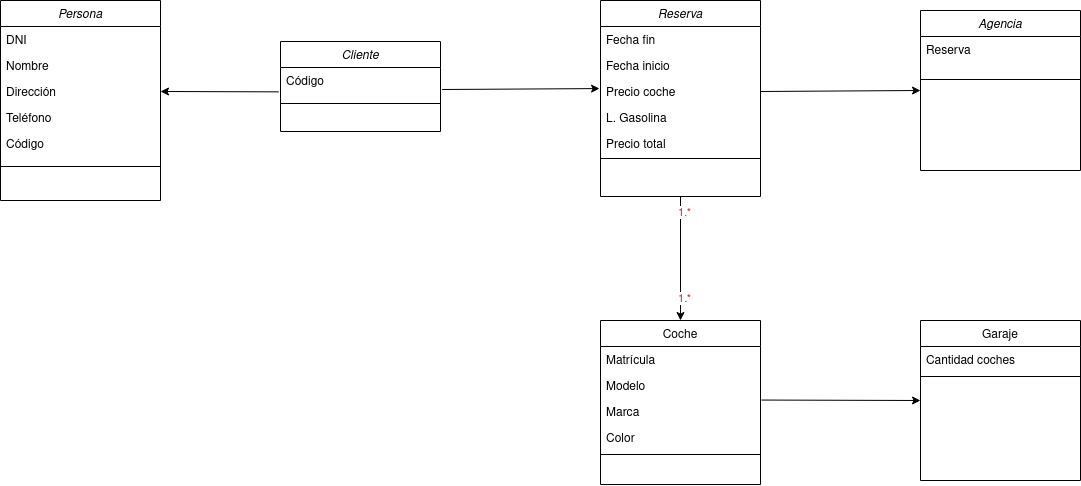 Persona
DNI
Nombre
Dirección
Teléfono
Código
Cliente
Código
Reserva
Fecha fin
Fecha inicio
Precio coche
L. Gasolina
Precio total
Agencia
Reserva
1.*
1.*
Coche
Matrícula
Modelo
Marca
Color
Garaje
Cantidad coches